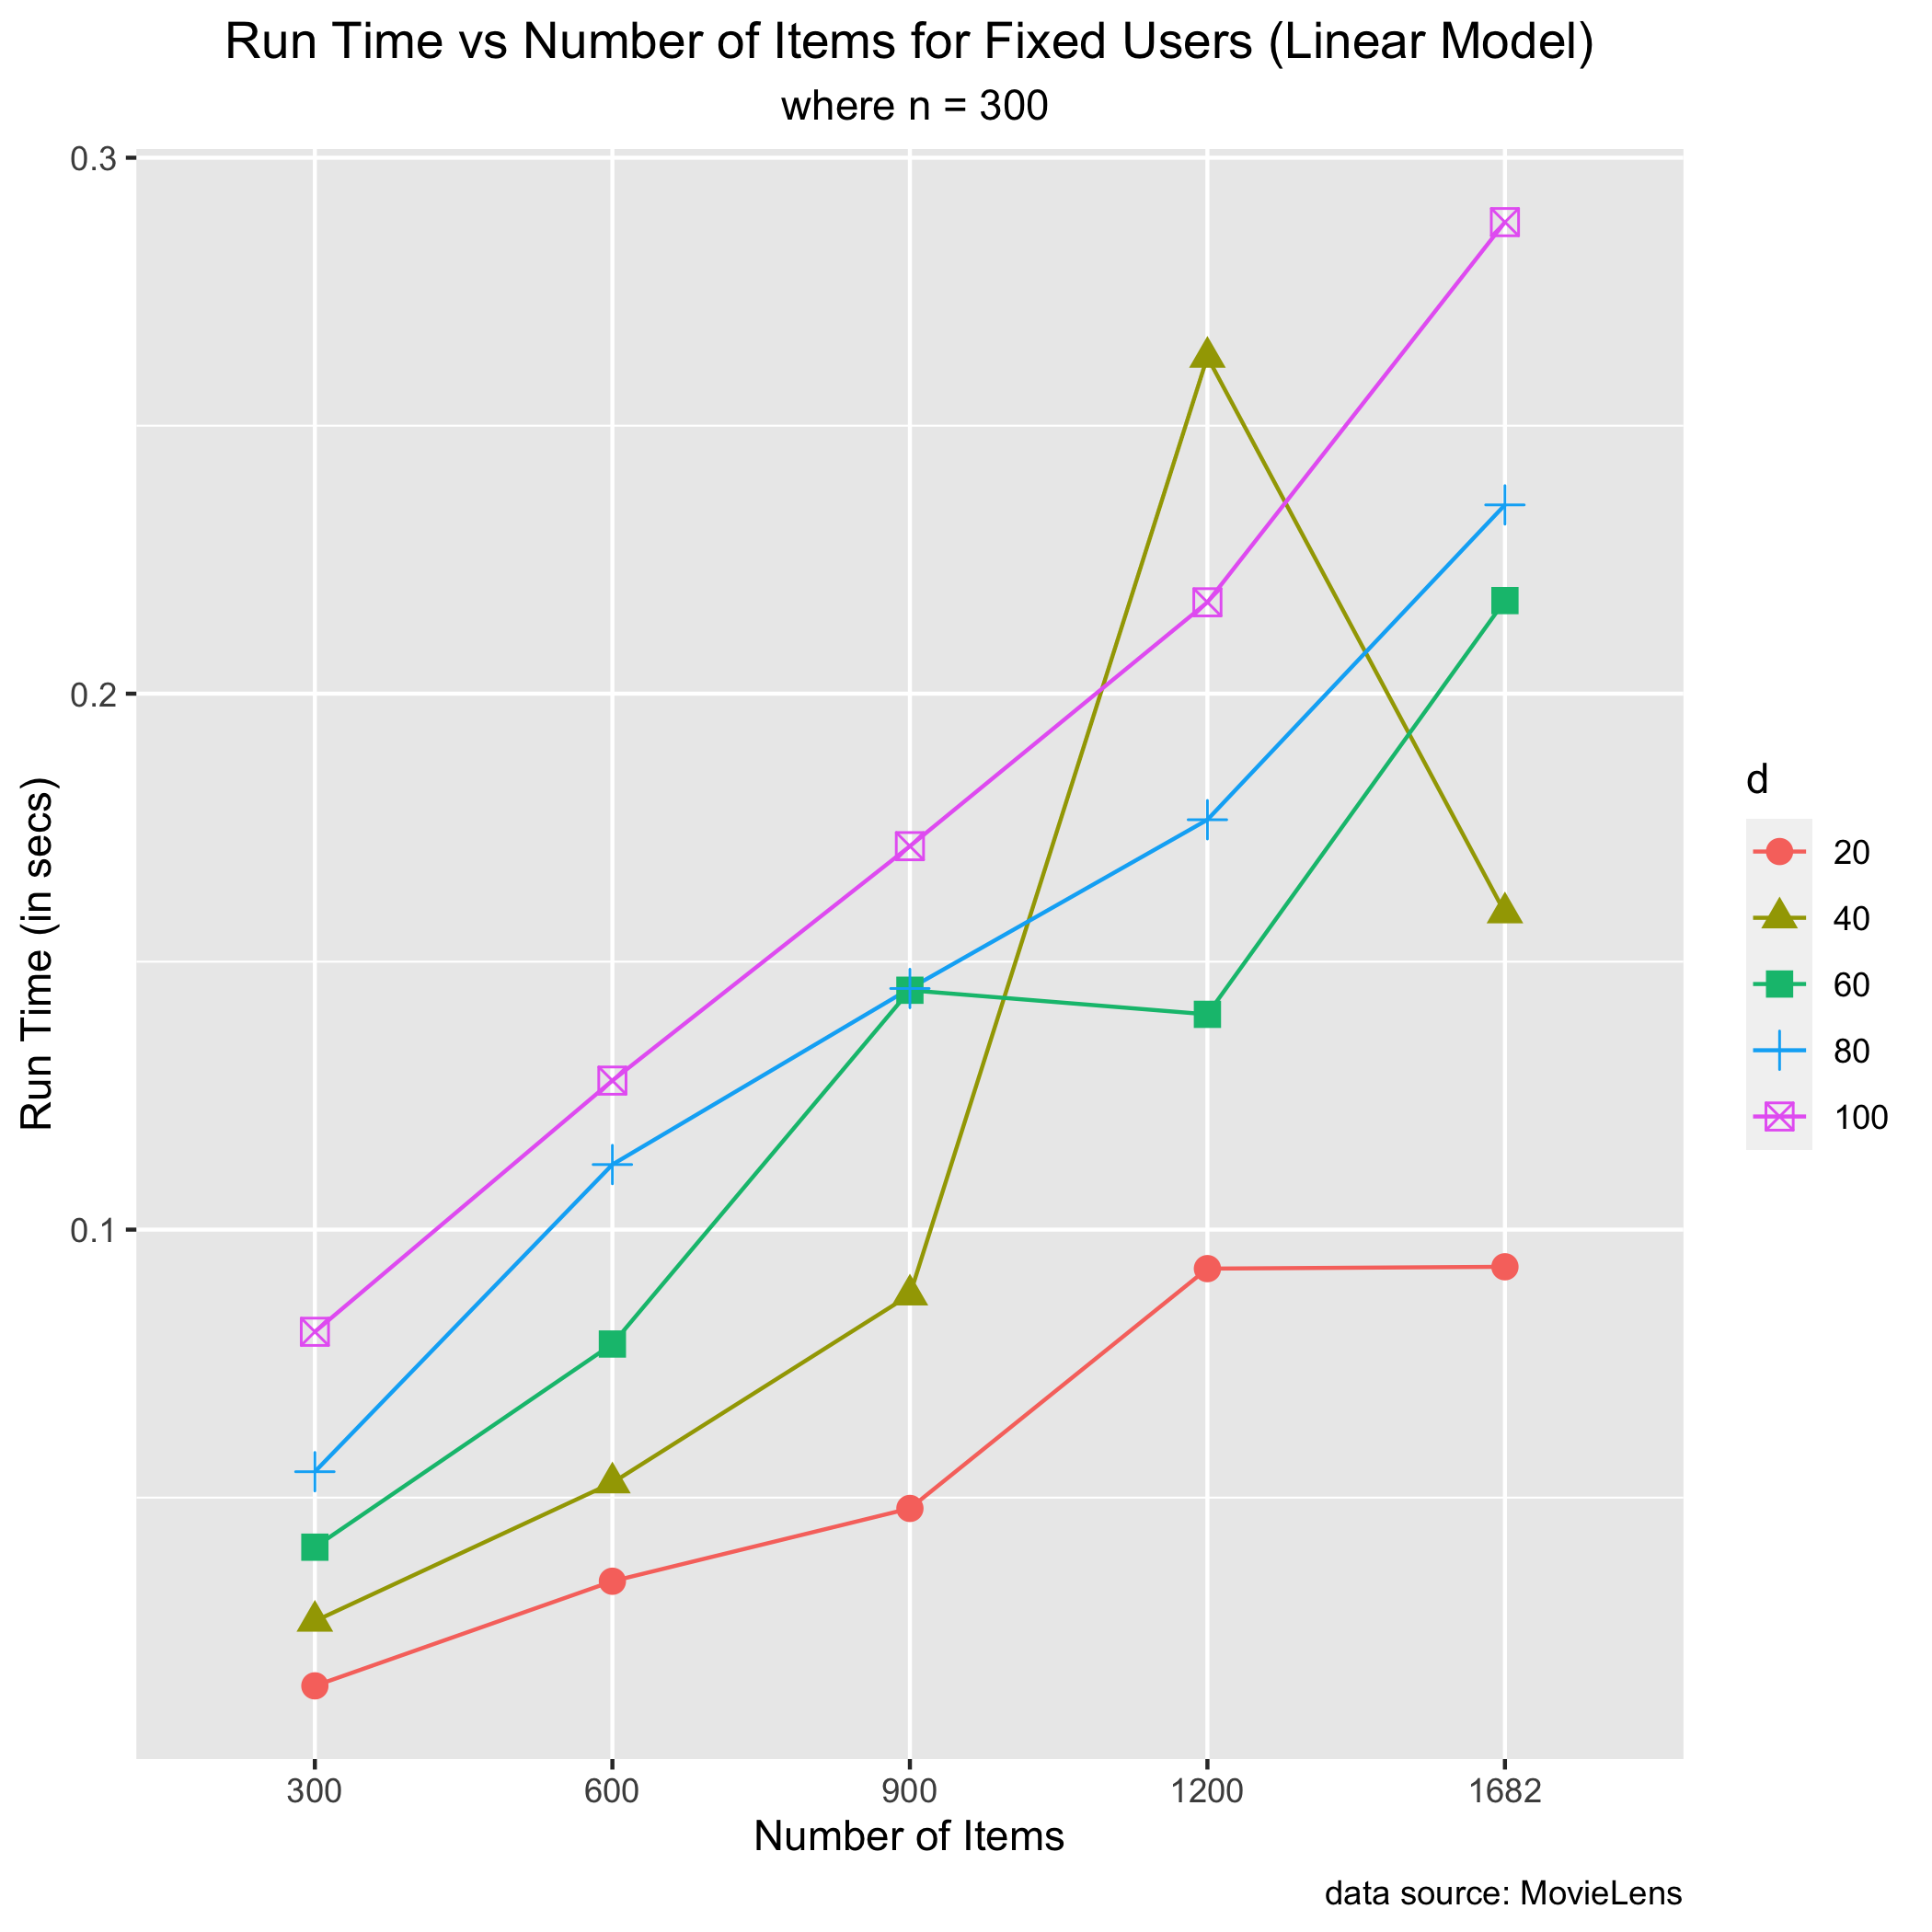 Run Time vs Number of Items for Fixed Users (Linear Model)
where n = 300
0.3
0.2
0.1
Run Time (in secs)
300 600 900 1200 1682
Number of Items
d
20
40
60
80
100
data source: MovieLens